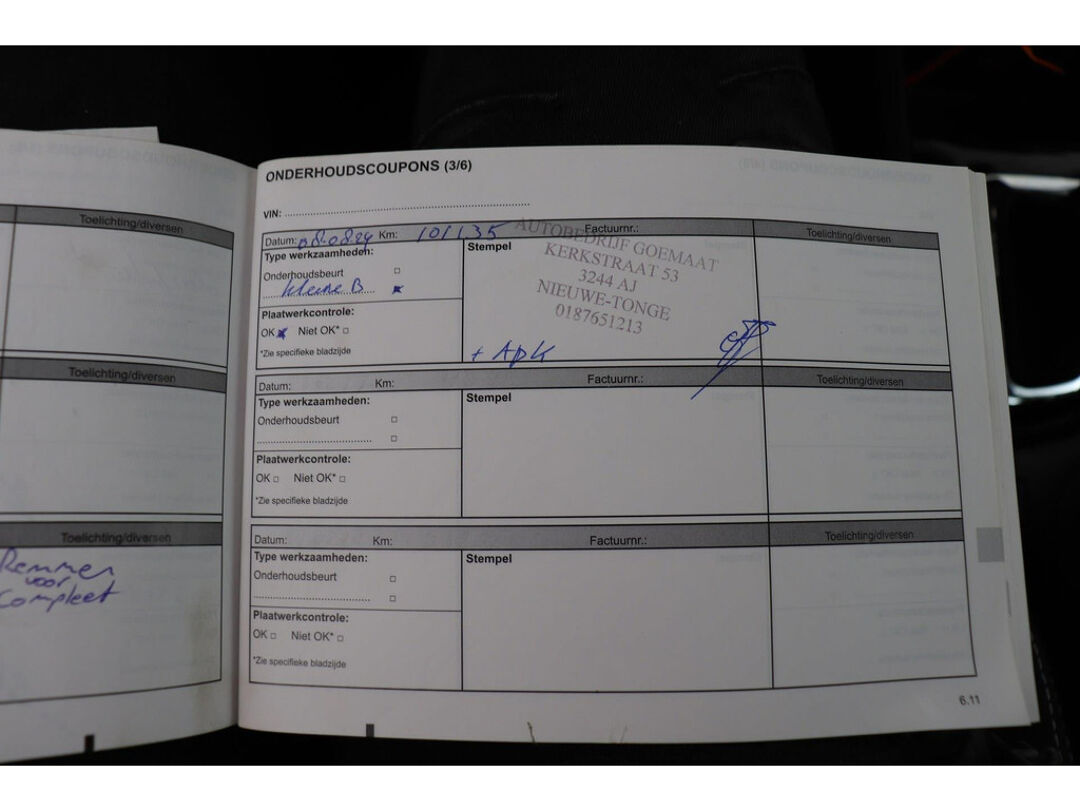 Toelichting/diversen
Toelichting/diversen
Toelichting/diversen
Remmen
voor
compleet
ONDERHOUDSCOUPONS (3/6)
VIN:
Datum: 08-08-24 Km: 101135 Factuurnr.: Toelichting/diversen
Type werkzaamheden:
Onderhoudsbeurt
kleine B
Plaatwerkcontrole:
OK Niet OK*
*Zie specifieke bladzijde
Stempel
AUTOBEDRIJF GOEMAAT
KERKSTRAAT 53
3244 AJ
NIEUWE-TONGE
0187651213
+ APK
Datum: Km: Factuurnr.: Toelichting/diversen
Type werkzaamheden:
Onderhoudsbeurt
Plaatwerkcontrole:
OK Niet OK*
*Zie specifieke bladzijde
Stempel
Datum: Km: Factuurnr.: Toelichting/diversen
Type werkzaamheden:
Onderhoudsbeurt
Plaatwerkcontrole:
OK Niet OK*
*Zie specifieke bladzijde
Stempel
6.11